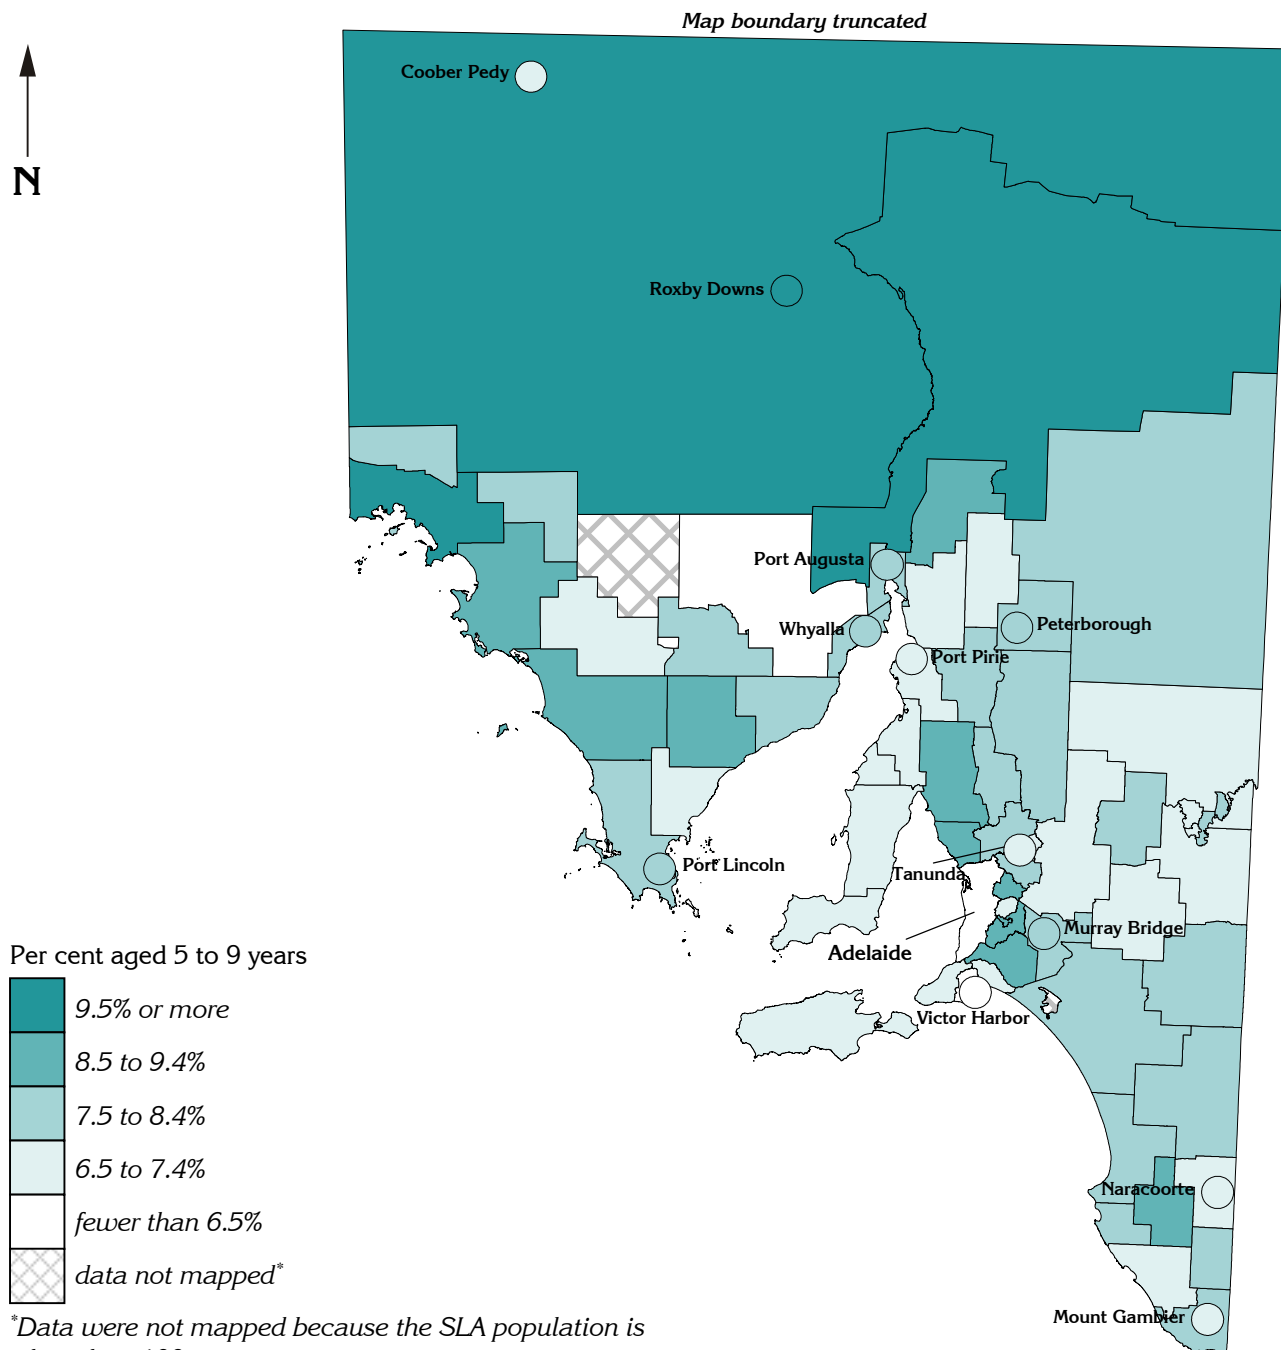 Map boundary truncated
Coober Pedy
N
Roxby Downs
Port Augusta
Whyalla
Peterborough
Port Pirie
Port Lincoln
Tanunda
Murray Bridge
Adelaide
Victor Harbor
Naracoorte
Mount Gambier
Per cent aged 5 to 9 years
9.5% or more
8.5 to 9.4%
7.5 to 8.4%
6.5 to 7.4%
fewer than 6.5%
data not mapped*
*Data were not mapped because the SLA population is